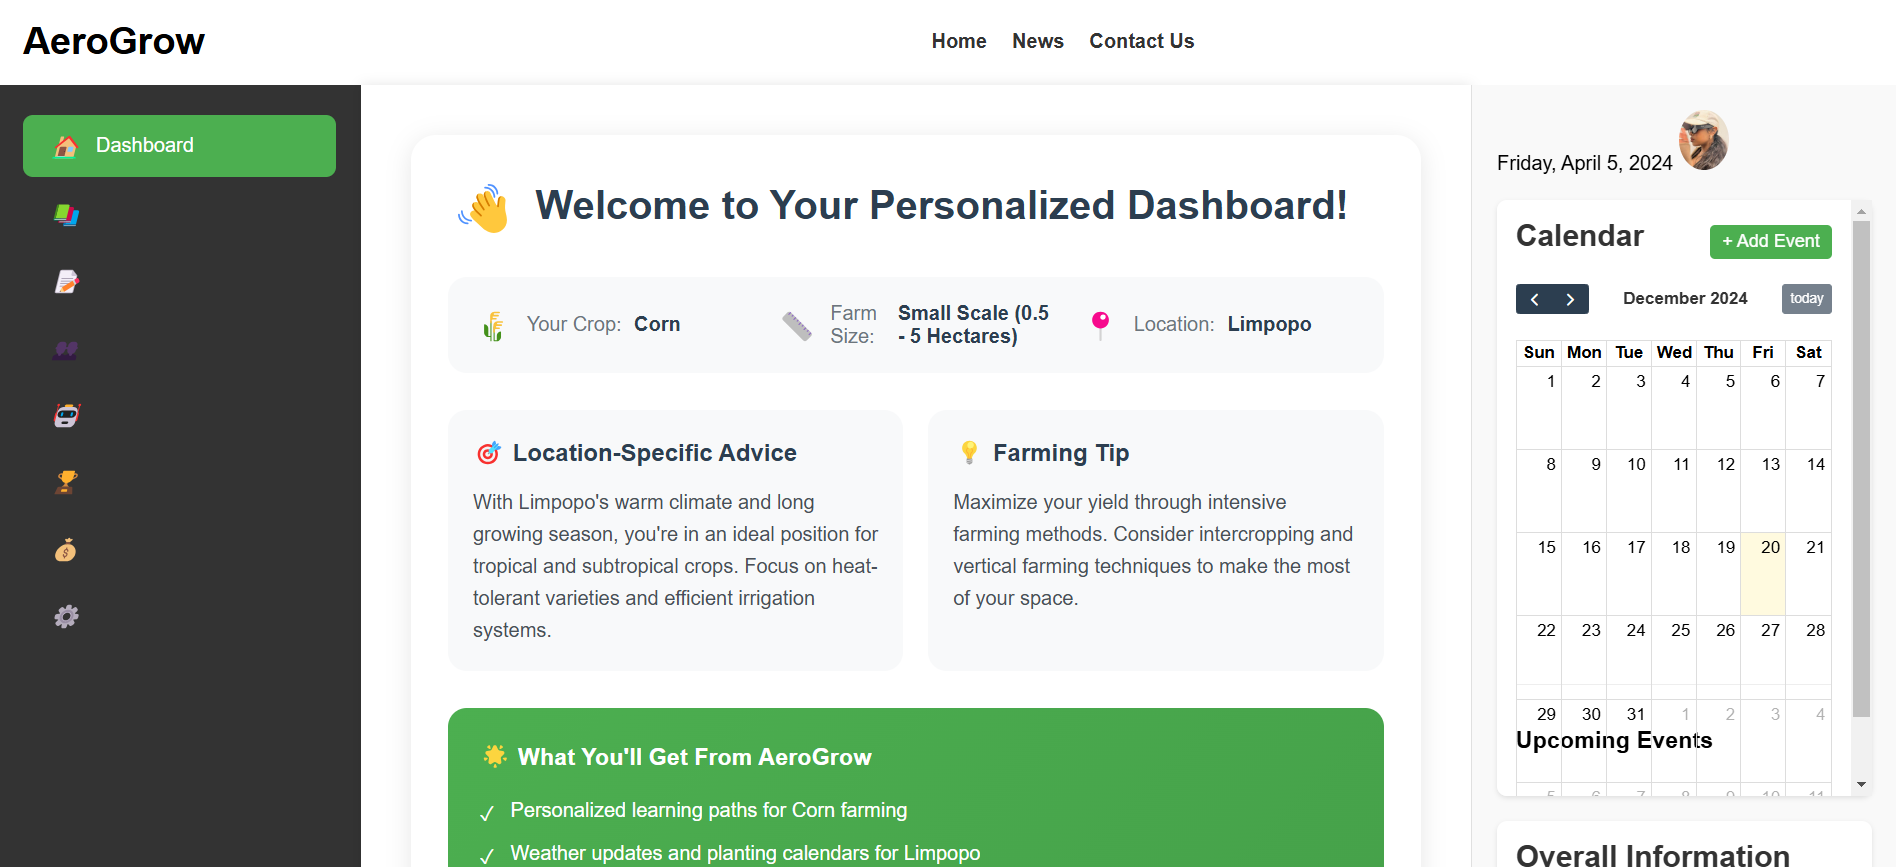 AeroGrow
Home News Contact Us
Dashboard
Welcome to Your Personalized Dashboard!
Your Crop: Corn
Farm Size: Small Scale (0.5
- 5 Hectares)
Location: Limpopo
Location-Specific Advice
With Limpopo's warm climate and long
growing season, you're in an ideal position for
tropical and subtropical crops. Focus on heat-
tolerant varieties and efficient irrigation
systems.
Farming Tip
Maximize your yield through intensive
farming methods. Consider intercropping and
vertical farming techniques to make the most
of your space.
What You'll Get From AeroGrow
✓ Personalized learning paths for Corn farming
✓ Weather updates and planting calendars for Limpopo
Friday, April 5, 2024
Calendar
+ Add Event
December 2024
today
Sun Mon Tue Wed Thu Fri Sat
1 2 3 4 5 6 7
8 9 10 11 12 13 14
15 16 17 18 19 20 21
22 23 24 25 26 27 28
29 30 31 1 2 3 4
Upcoming Events
5 6 7 8 9 10 11
Overall Information